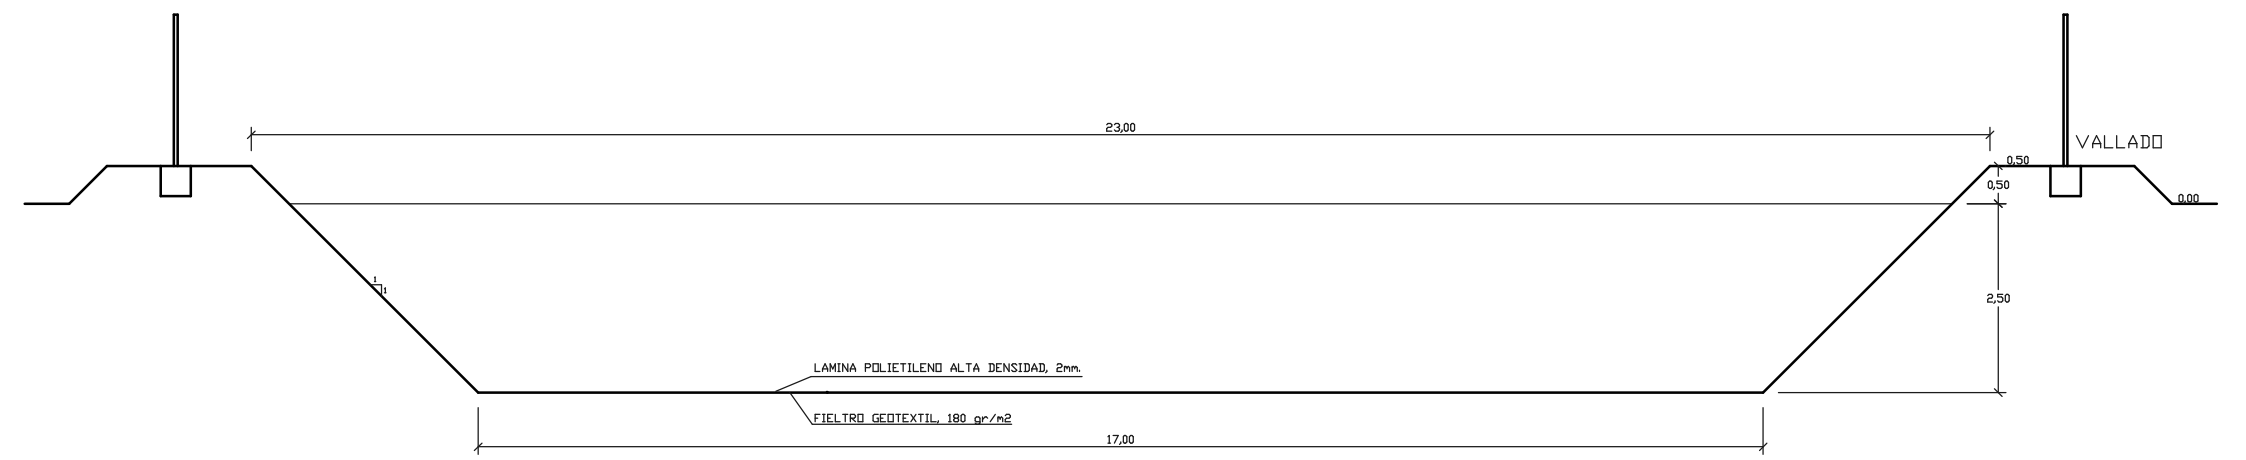 23,00
VALLADO
0,50
0,50
0,00
1
1
2,50
LAMINA POLIETILENO ALTA DENSIDAD, 2mm.
FIELTRO GEOTEXTIL, 180 gr/m2
17,00